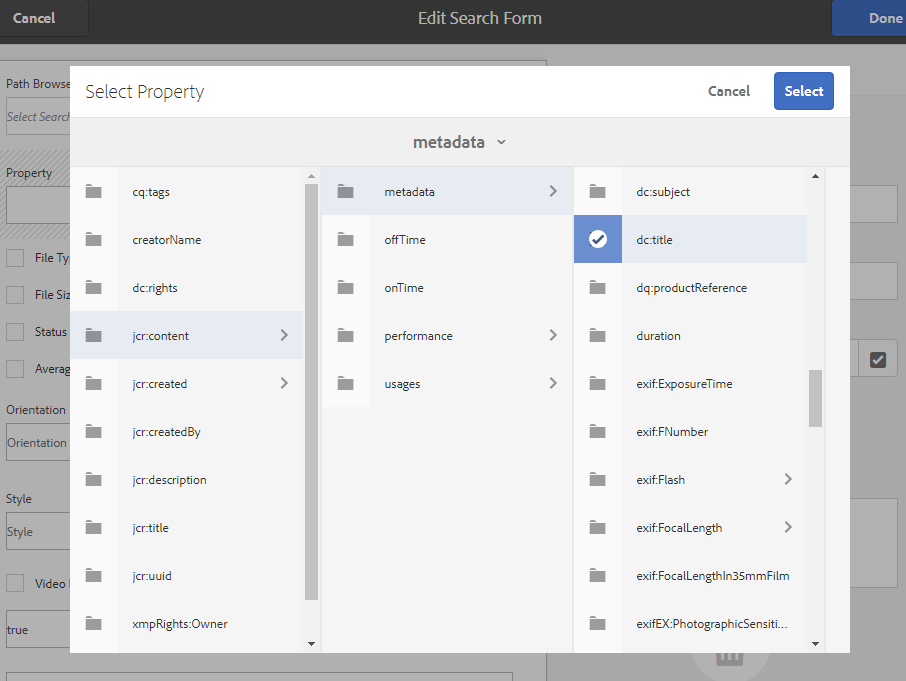 Cancel
Edit Search Form
Done
Path Browse
Select Search
Property
File Ty
File Siz
Status
Averag
Orientation
Orientation
Style
Style
Video
true
Select Property
Cancel
Select
metadata
cq:tags
creatorName
dc:rights
jcr:content
jcr:created
jcr:createdBy
jcr:description
jcr:title
jcr:uuid
xmpRights:Owner
metadata
offTime
onTime
performance
usages
dc:subject
dc:title
dq:productReference
duration
exif:ExposureTime
exif:FNumber
exif:Flash
exif:FocalLength
exif:FocalLengthIn35mmFilm
exifEX:PhotographicSensiti...